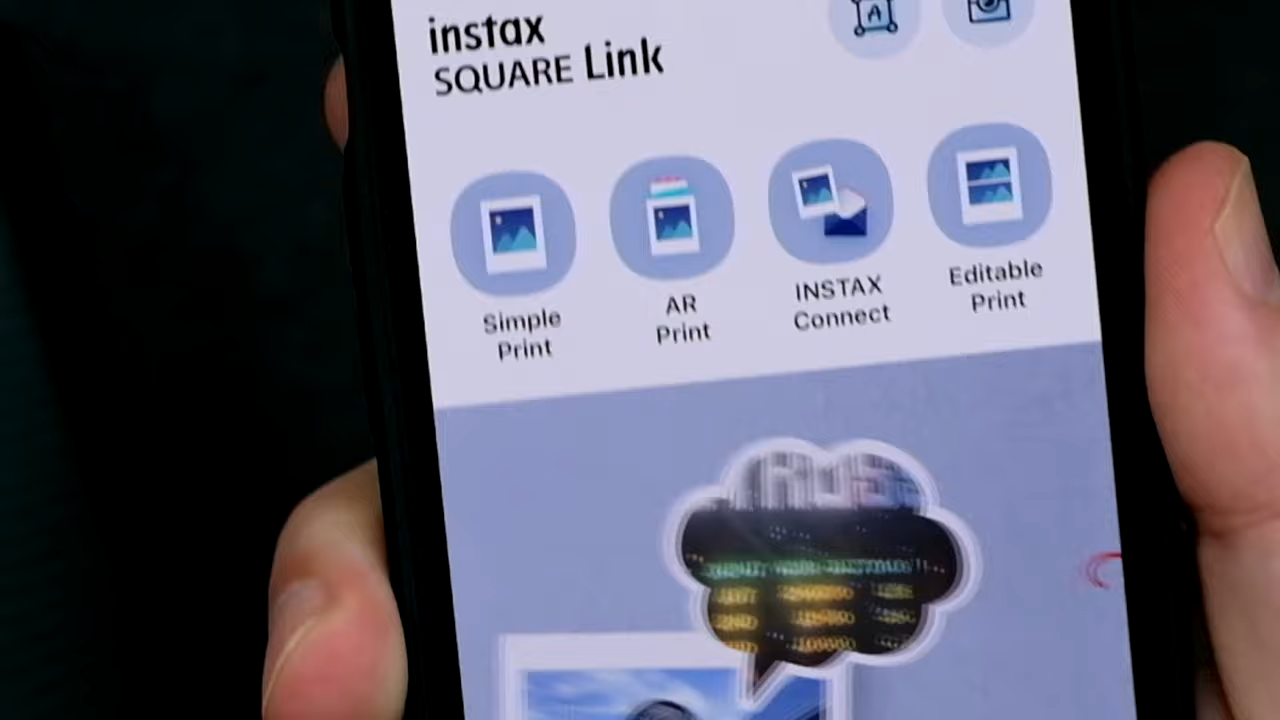 instax
SQUARE Link
A
Simple
Print
AR
Print
INSTAX
Connect
Editable
Print